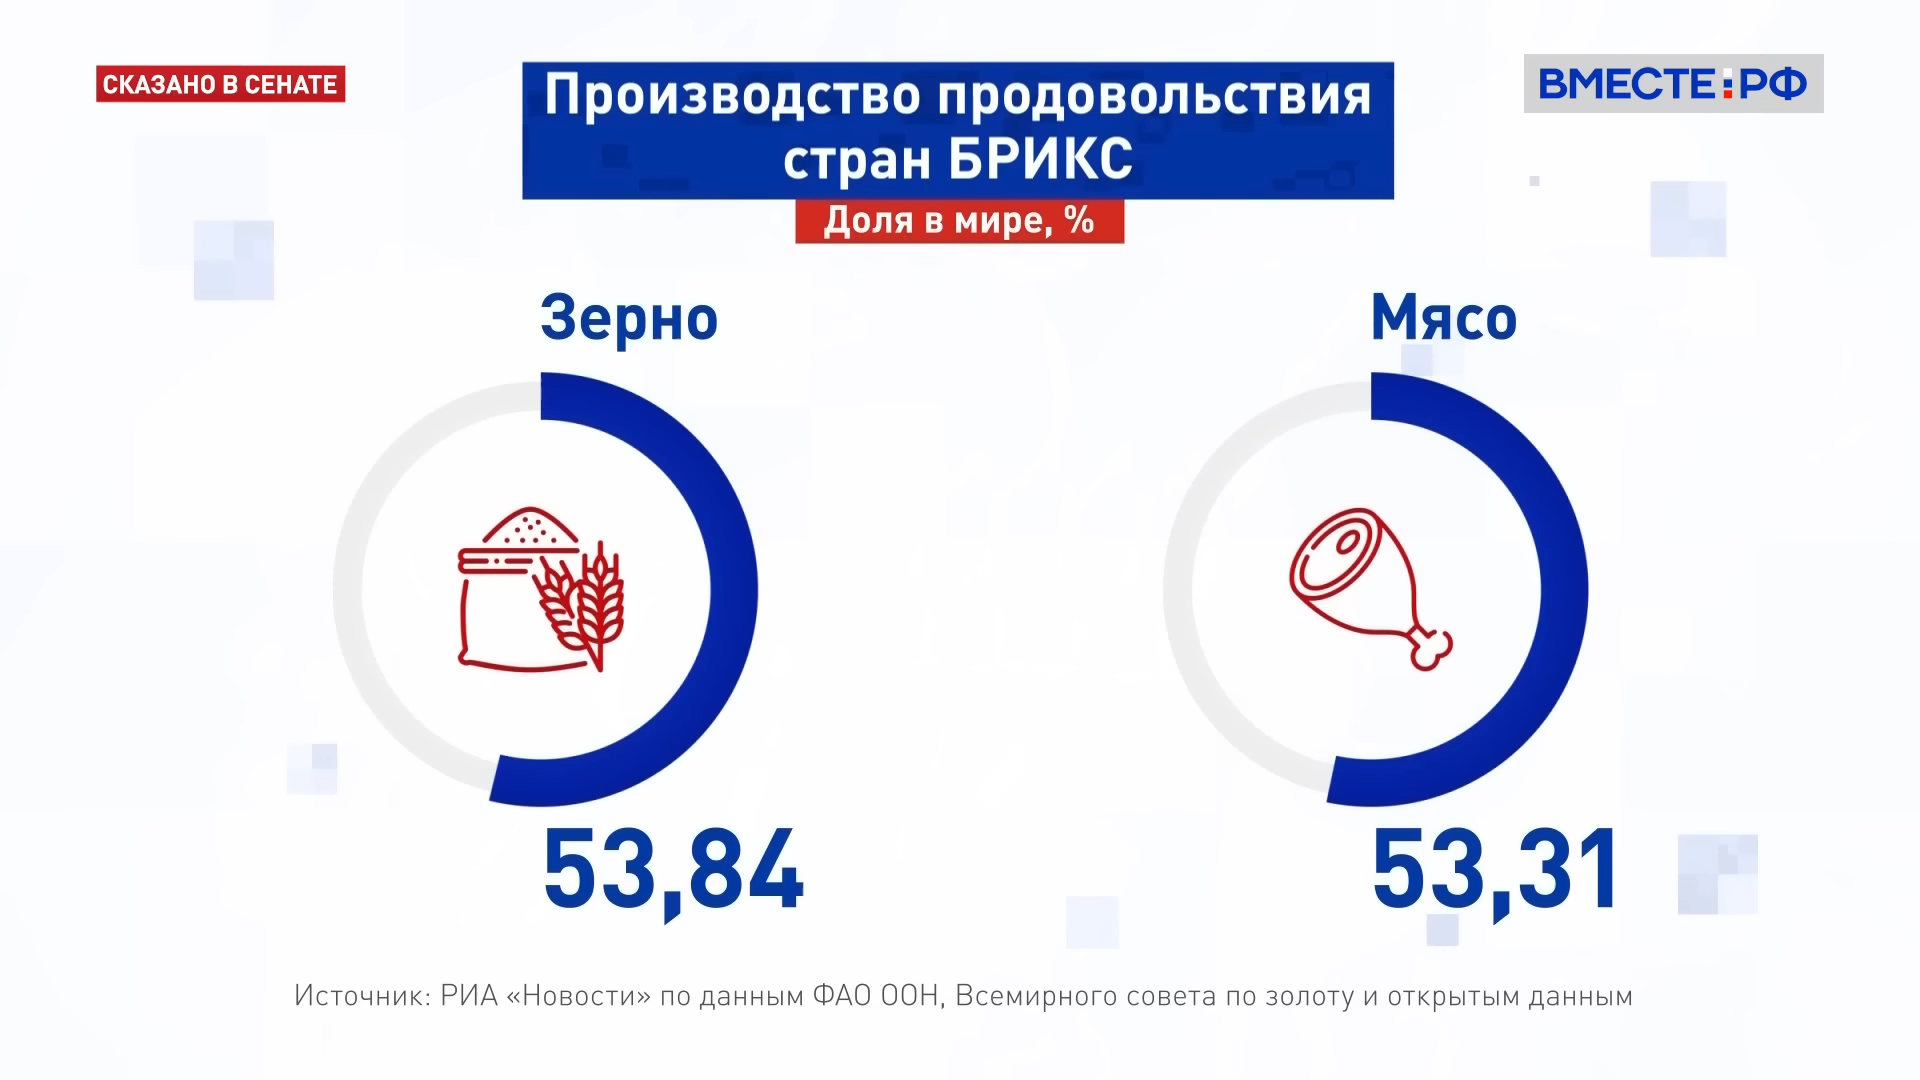 СКАЗАНО В СЕНАТЕ
Производство продовольствия
стран БРИКС
ВМЕСТЕ:РФ
Доля в мире, %
Зерно
Мясо
53,84
53,31
Источник: РИА «Новости» по данным ФАО ООН, Всемирного совета по золоту и открытым данным